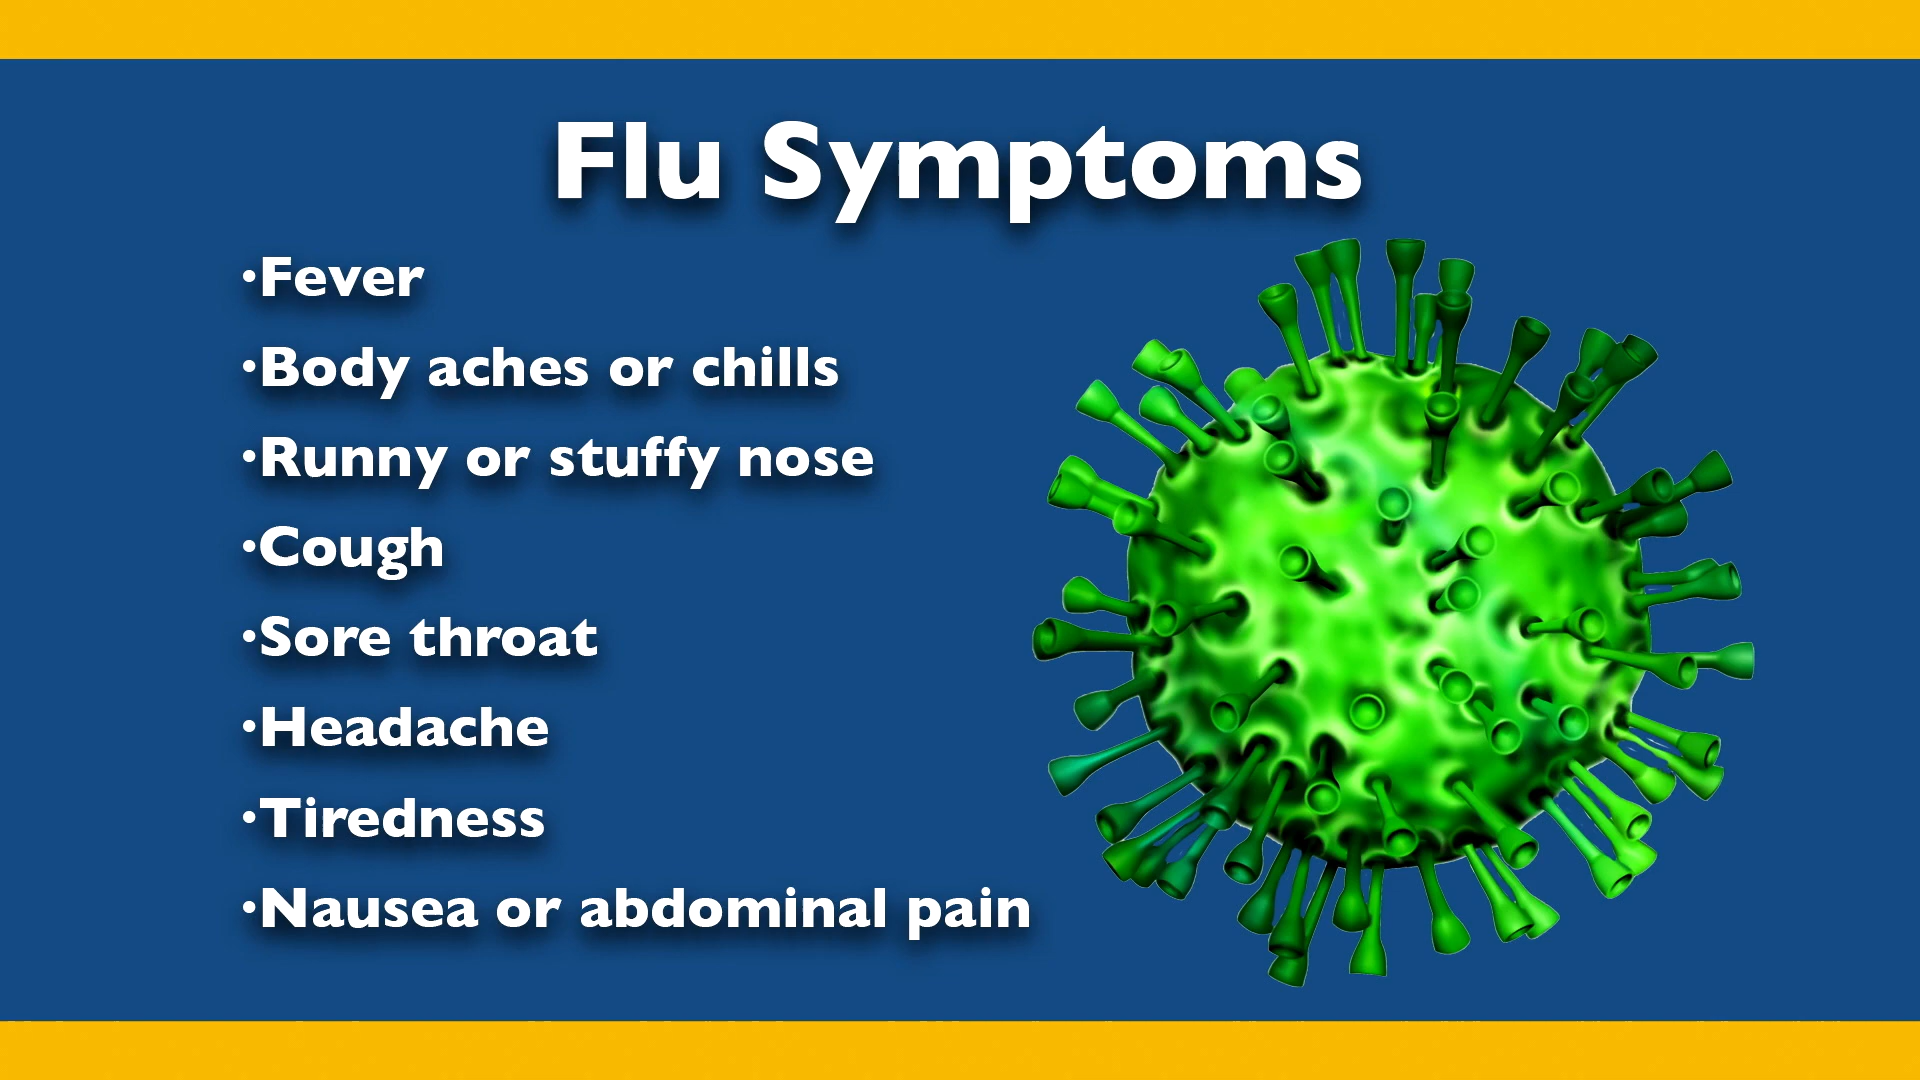 Flu Symptoms
•Fever
•Body aches or chills
•Runny or stuffy nose
•Cough
•Sore throat
•Headache
•Tiredness
•Nausea or abdominal pain